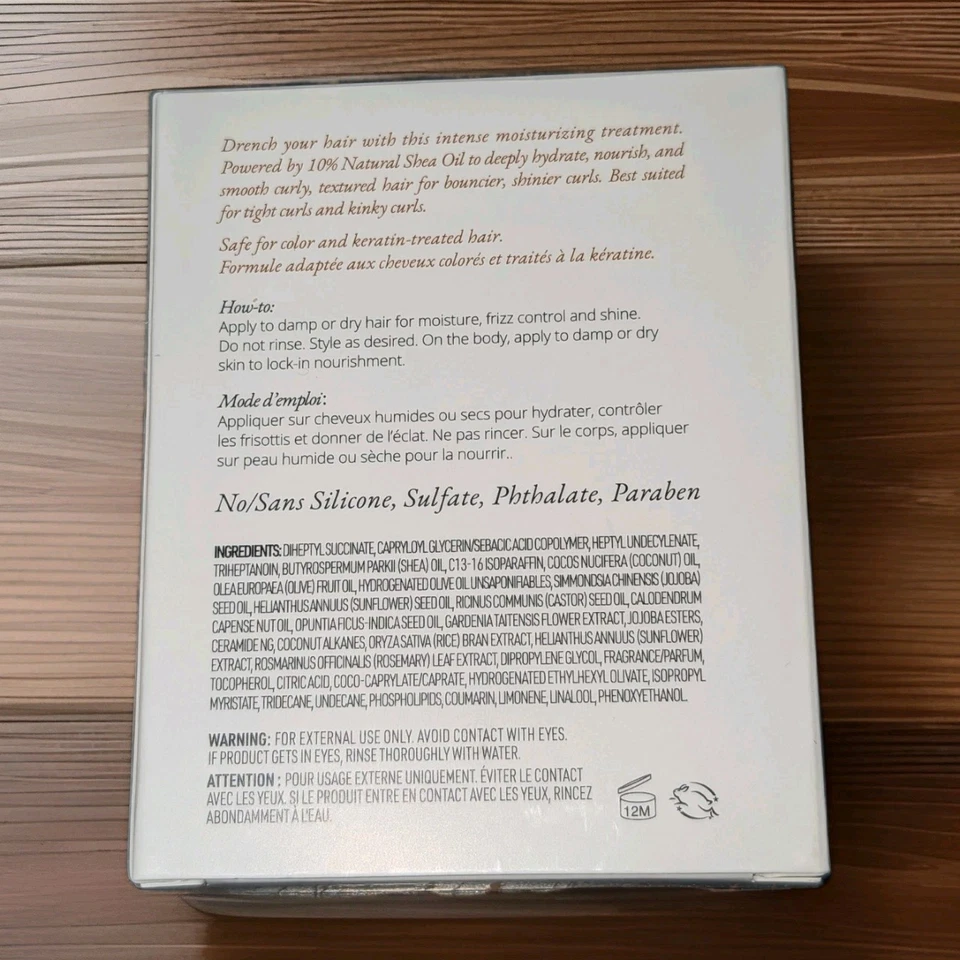 Drench your hair with this intense moisturizing treatment.
Powered by 10% Natural Shea Oil to deeply hydrate, nourish, and
smooth curly, textured hair for bouncier, shinier curls. Best suited
for tight curls and kinky curls.
Safe for color and keratin-treated hair.
Formule adaptée aux cheveux colorés et traités à la kératine.
How-to:
Apply to damp or dry hair for moisture, frizz control and shine.
Do not rinse. Style as desired. On the body, apply to damp or dry
skin to lock-in nourishment.
Mode d'emploi:
Appliquer sur cheveux humides ou secs pour hydrater, contrôler
les frisottis et donner de l'éclat. Ne pas rincer. Sur le corps, appliquer
sur peau humide ou sèche pour la nourrir..
No/Sans Silicone, Sulfate, Phthalate, Paraben
INGREDIENTS: DIHEPTYL SUCCINATE, CAPRYLOYL GLYCERIN/SEBACIC ACID COPOLYMER, HEPTYL UNDECYLENATE,
TRIHEPTANOIN, BUTYROSPERMUM PARKII (SHEA) OIL, C13-16 ISOPARAFFIN, COCOS NUCIFERA (COCONUT) OIL,
OLEA EUROPAEA (OLIVE) FRUIT OIL, HYDROGENATED OLIVE OIL UNSAPONIFIABLES, SIMMONDSIA CHINENSIS (JOJOBA)
SEED OIL, HELIANTHUS ANNUUS (SUNFLOWER) SEED OIL, RICINUS COMMUNIS (CASTOR) SEED OIL, CALODENDRUM
CAPENSE NUT OIL, OPUNTIA FICUS-INDICA SEED OIL, GARDENIA TAITENSIS FLOWER EXTRACT, JOJOBA ESTERS,
CERAMIDE NG, COCONUT ALKANES, ORYZA SATIVA (RICE) BRAN EXTRACT, HELIANTHUS ANNUUS (SUNFLOWER)
EXTRACT, ROSMARINUS OFFICINALIS (ROSEMARY) LEAF EXTRACT, DIPROPYLENE GLYCOL, FRAGRANCE/PARFUM,
TOCOPHEROL, CITRIC ACID, COCO-CAPRYLATE/CAPRATE, HYDROGENATED ETHYLHEXYL OLIVATE, ISOPROPYL
MYRISTATE, TRIDECANE, UNDECANE, PHOSPHOLIPIDS, COUMARIN, LIMONENE, LINALOOL, PHENOXYETHANOL.
WARNING: FOR EXTERNAL USE ONLY. AVOID CONTACT WITH EYES.
IF PRODUCT GETS IN EYES, RINSE THOROUGHLY WITH WATER.
ATTENTION : POUR USAGE EXTERNE UNIQUEMENT. ÉVITER LE CONTACT
AVEC LES YEUX. SI LE PRODUIT ENTRE EN CONTACT AVEC LES YEUX, RINCEZ
ABONDAMMENT À L'EAU.
12M